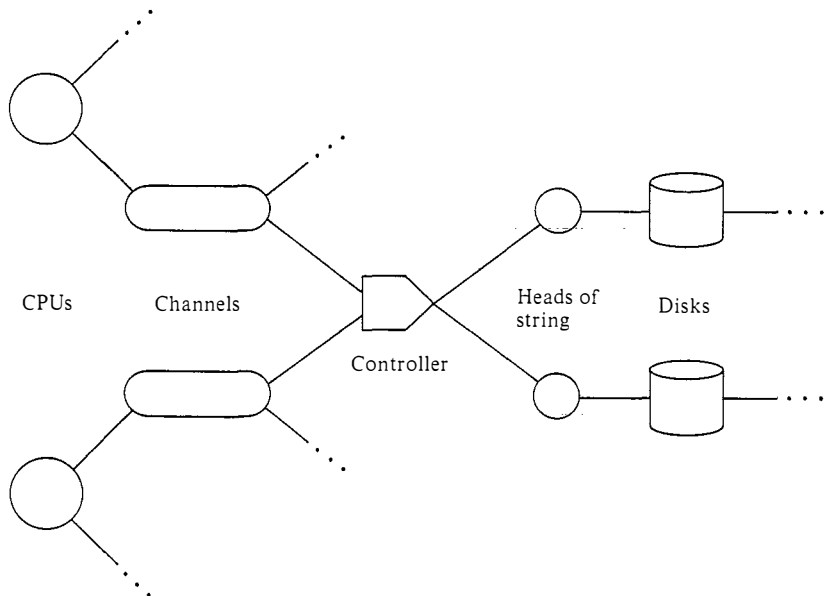 CPUs
Channels
Controller
Heads of
string
Disks